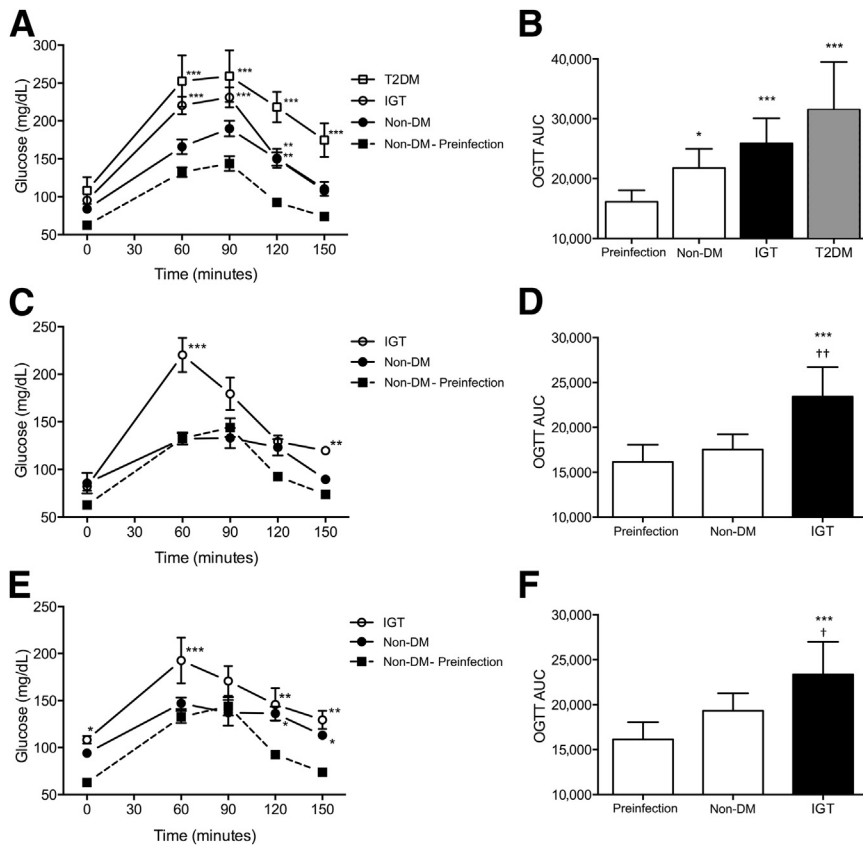 A
Glucose (mg/dL)
300
250
200
150
100
50
0 30 60 90 120 150
Time (minutes)
*** *** *** *** *** ** ** ***
T2DM
IGT
Non-DM
Non-DM - Preinfection
B
OGTT AUC
40,000
30,000
20,000
10,000
* *** ***
Preinfection Non-DM IGT T2DM
C
Glucose (mg/dL)
250
200
150
100
50
0 30 60 90 120 150
Time (minutes)
*** **
IGT
Non-DM
Non-DM - Preinfection
D
OGTT AUC
30,000
25,000
20,000
15,000
10,000
***
††
Preinfection Non-DM IGT
E
Glucose (mg/dL)
250
200
150
100
50
0 30 60 90 120 150
Time (minutes)
* *** ** * ** *
IGT
Non-DM
Non-DM - Preinfection
F
OGTT AUC
30,000
25,000
20,000
15,000
10,000
***
†
Preinfection Non-DM IGT